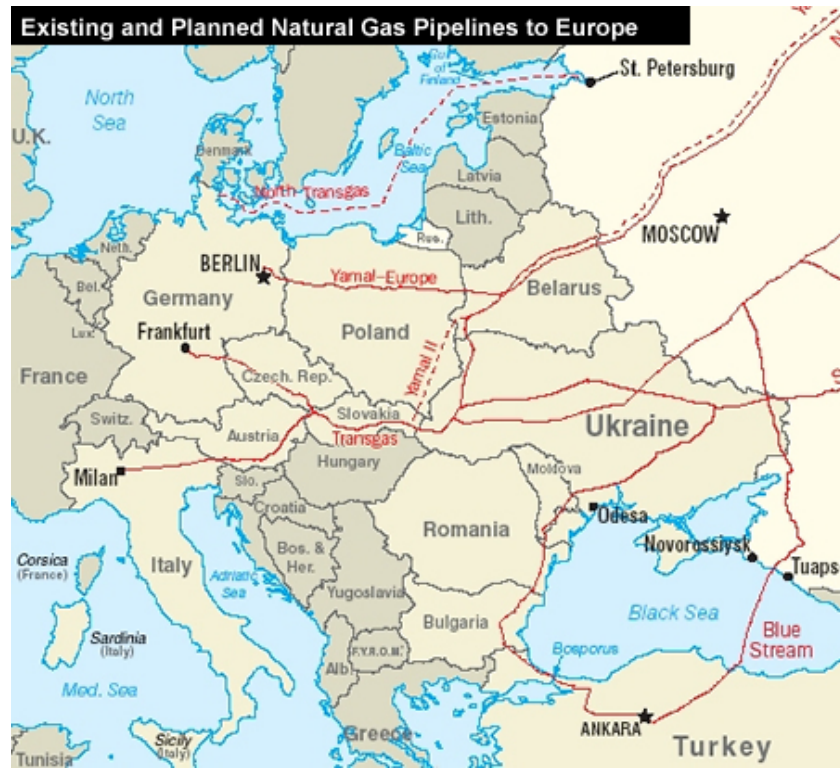 Existing and Planned Natural Gas Pipelines to Europe
North
Sea
Gulf
of
Finland
St. Petersburg
U.K.
Denmark
Baltic
Sea
Estonia
Latvia
Lith.
Rus.
North Transgas
MOSCOW
Neth.
Bel.
Lux.
BERLIN
Germany
Yamal-Europe
Belarus
Poland
Frankfurt
Yamal II
Czech. Rep.
France
Slovakia
Transgas
Ukraine
Switz.
Austria
Hungary
Moldova
Milan
Slo.
Croatia
Romania
Odesa
Novorossiysk
Tuaps
Bos. &
Her.
Yugoslavia
Corsica
(France)
Italy
Adriatic
Sea
Bulgaria
Black Sea
Blue
Stream
Sardinia
(Italy)
F.Y.R.O.M.
Alb.
Bosporus
Med. Sea
Greece
ANKARA
Turkey
Sicily
(Italy)
Tunisia